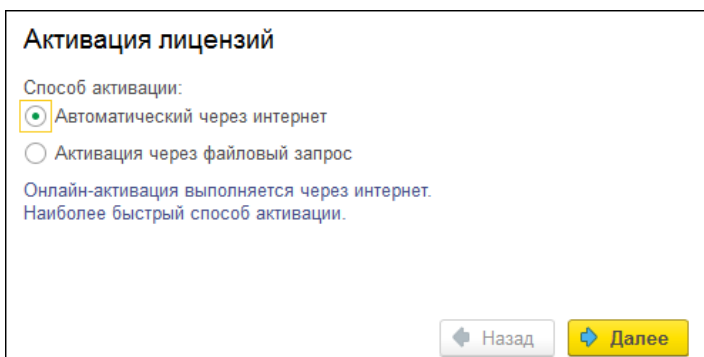 Активация лицензий
Способ активации:
Автоматический через интернет
Активация через файловый запрос
Онлайн-активация выполняется через интернет.
Наиболее быстрый способ активации.
Назад Далее